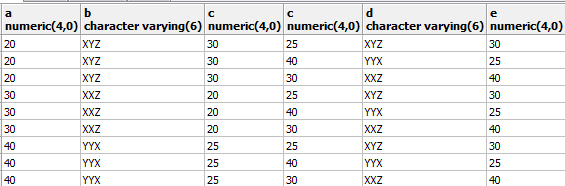 a b c c d e
numeric(4,0) character varying(6) numeric(4,0) numeric(4,0) character varying(6) numeric(4,0)
20 XYZ 30 25 XYZ 30
20 XYZ 30 40 YYX 25
20 XYZ 30 30 XXZ 40
30 XXZ 20 25 XYZ 30
30 XXZ 20 40 YYX 25
30 XXZ 20 30 XXZ 40
40 YYX 25 25 XYZ 30
40 YYX 25 40 YYX 25
40 YYX 25 30 XXZ 40